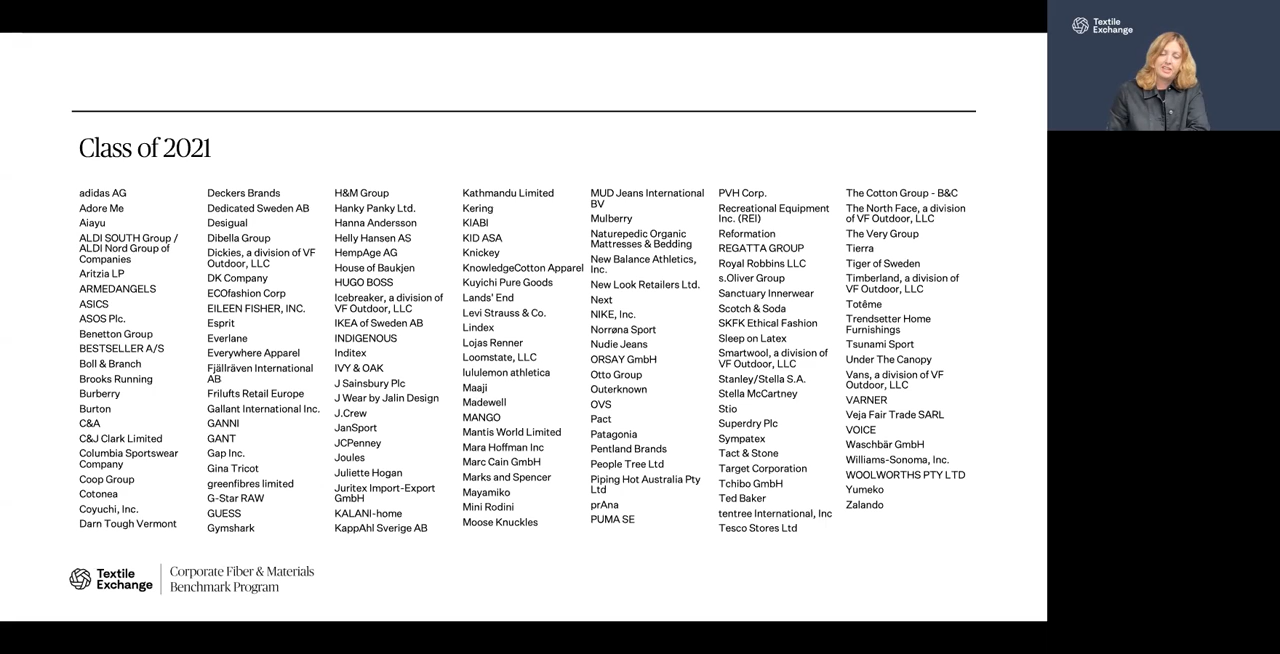 Textile
Exchange
Class of 2021
adidas AG
Adore Me
Aiayu
ALDI SOUTH Group /
ALDI Nord Group of
Companies
Aritzia LP
ARMEDANGELS
ASICS
ASOS Plc.
Benetton Group
BESTSELLER A/S
Boll & Branch
Brooks Running
Burberry
Burton
C&A
C&J Clark Limited
Columbia Sportswear
Company
Coop Group
Cotonea
Coyuchi, Inc.
Darn Tough Vermont
Deckers Brands
Dedicated Sweden AB
Desigual
Dibella Group
Dickies, a division of VF
Outdoor, LLC
DK Company
ECOfashion Corp
EILEEN FISHER, INC.
Esprit
Everlane
Everywhere Apparel
Fjällräven International
AB
Frilufts Retail Europe
Gallant International Inc.
GANNI
GANT
Gap Inc.
Gina Tricot
greenfibres limited
G-Star RAW
GUESS
Gymshark
H&M Group
Hanky Panky Ltd.
Hanna Andersson
Helly Hansen AS
HempAge AG
House of Baukjen
HUGO BOSS
Icebreaker, a division of
VF Outdoor, LLC
IKEA of Sweden AB
INDIGENOUS
Inditex
IVY & OAK
J Sainsbury Plc
J Wear by Jalin Design
J.Crew
JanSport
JCPenney
Joules
Juliette Hogan
Juritex Import-Export
GmbH
KALANI-home
KappAhl Sverige AB
Kathmandu Limited
Kering
KIABI
KID ASA
Knickey
KnowledgeCotton Apparel
Kuyichi Pure Goods
Lands' End
Levi Strauss & Co.
Lindex
Lojas Renner
Loomstate, LLC
lululemon athletica
Maaji
Madewell
MANGO
Mantis World Limited
Mara Hoffman Inc
Marc Cain GmbH
Marks and Spencer
Mayamiko
Mini Rodini
Moose Knuckles
MUD Jeans International
BV
Mulberry
Naturepedic Organic
Mattresses & Bedding
New Balance Athletics,
Inc.
New Look Retailers Ltd.
Next
NIKE, Inc.
Norrøna Sport
Nudie Jeans
ORSAY GmbH
Otto Group
Outerknown
OVS
Pact
Patagonia
Pentland Brands
People Tree Ltd
Piping Hot Australia Pty
Ltd
prAna
PUMA SE
PVH Corp.
Recreational Equipment
Inc. (REI)
Reformation
REGATTA GROUP
Royal Robbins LLC
s.Oliver Group
Sanctuary Innerwear
Scotch & Soda
SKFK Ethical Fashion
Sleep on Latex
Smartwool, a division of
VF Outdoor, LLC
Stanley/Stella S.A.
Stella McCartney
Stio
Superdry Plc
Sympatex
Tact & Stone
Target Corporation
Tchibo GmbH
Ted Baker
tentree International, Inc
Tesco Stores Ltd
The Cotton Group - B&C
The North Face, a division
of VF Outdoor, LLC
The Very Group
Tierra
Tiger of Sweden
Timberland, a division of
VF Outdoor, LLC
Totême
Trendsetter Home
Furnishings
Tsunami Sport
Under The Canopy
Vans, a division of VF
Outdoor, LLC
VARNER
Veja Fair Trade SARL
VOICE
Waschbär GmbH
Williams-Sonoma, Inc.
WOOLWORTHS PTY LTD
Yumeko
Zalando
Textile
Exchange
Corporate Fiber & Materials
Benchmark Program